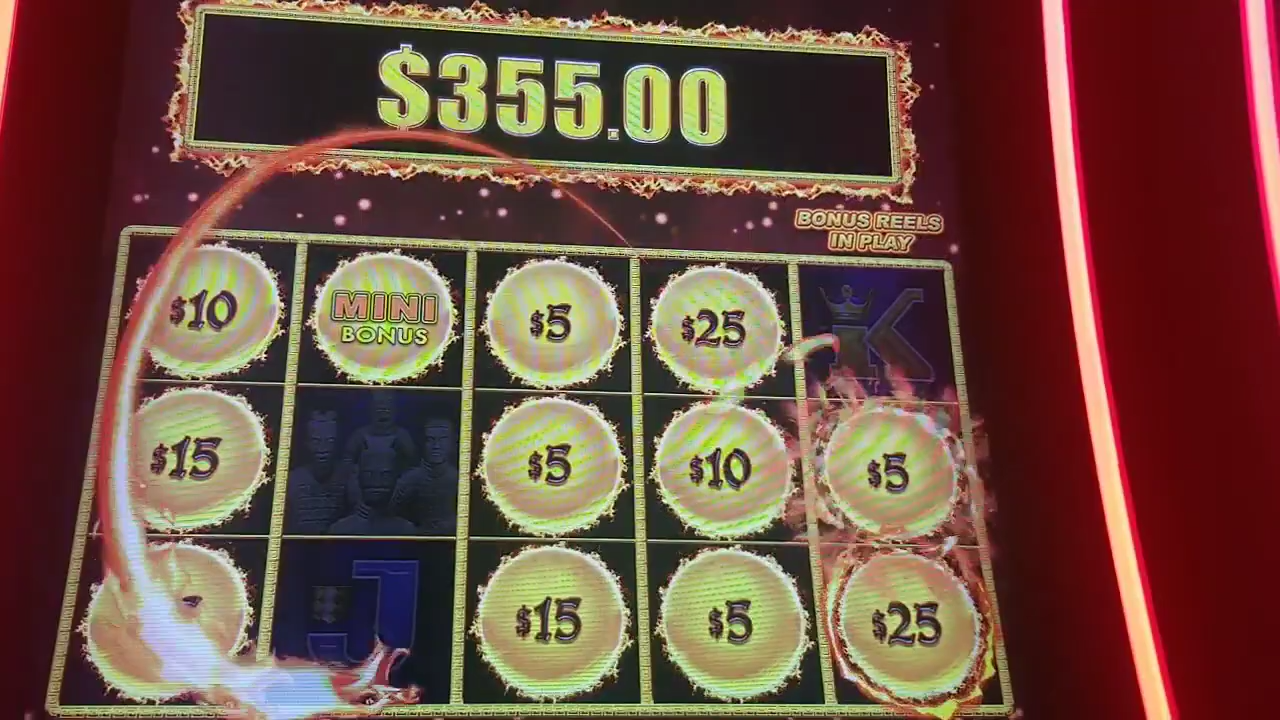 $355.00
BONUS REELS
IN PLAY
$10
MINI
BONUS
$5
$25
K
$15
$5
$10
$5
J
$15
$5
$25